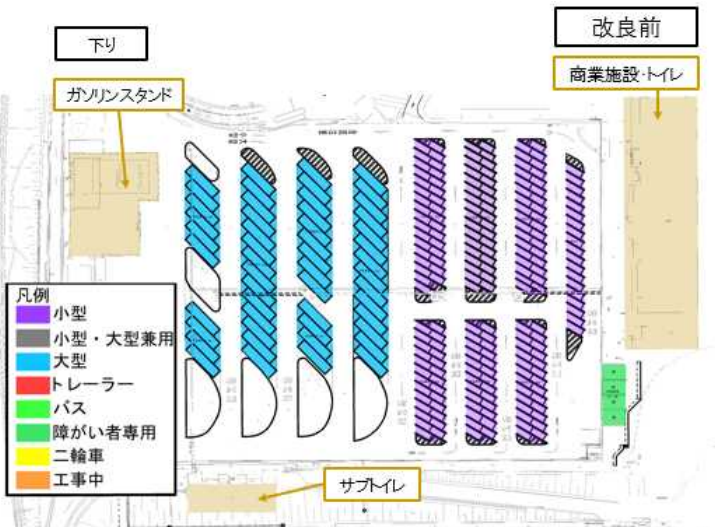 下り
改良前
商業施設・トイレ
ガソリンスタンド
凡例
小型
小型・大型兼用
大型
トレーラー
バス
障がい者専用
二輪車
工事中
サブトイレ